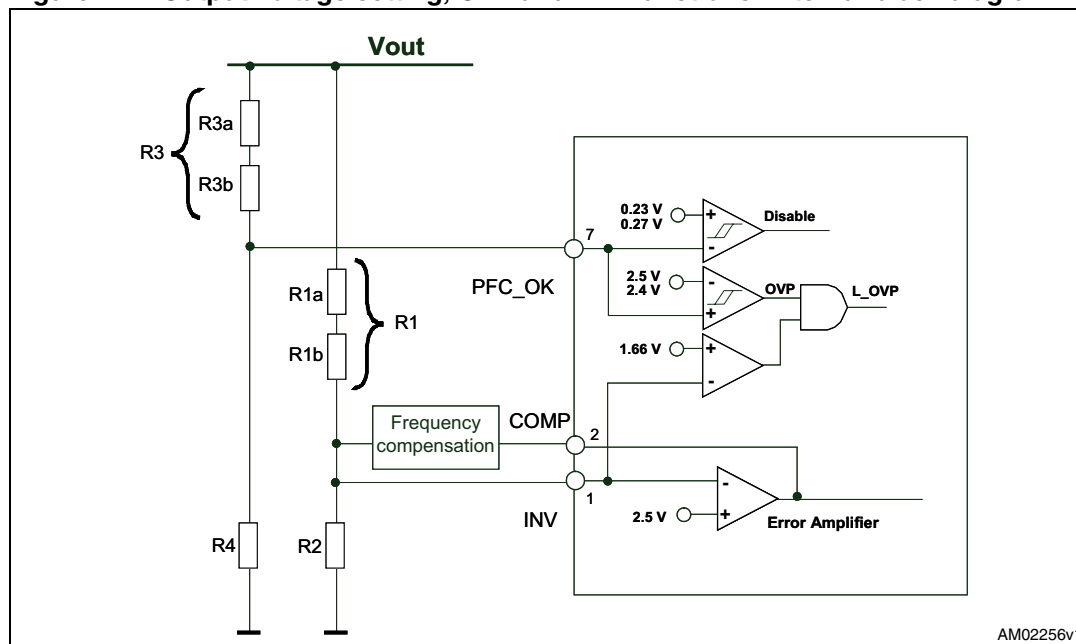 Vout
R3a
R3
R3b
0.23 V
0.27 V
+
-
Disable
7
PFC_OK
2.5 V
2.4 V
-
+
OVP
L_OVP
R1a
R1
R1b
1.66 V
+
-
Frequency
compensation
COMP
2
1
INV
-
2.5 V
+
Error Amplifier
R4
R2